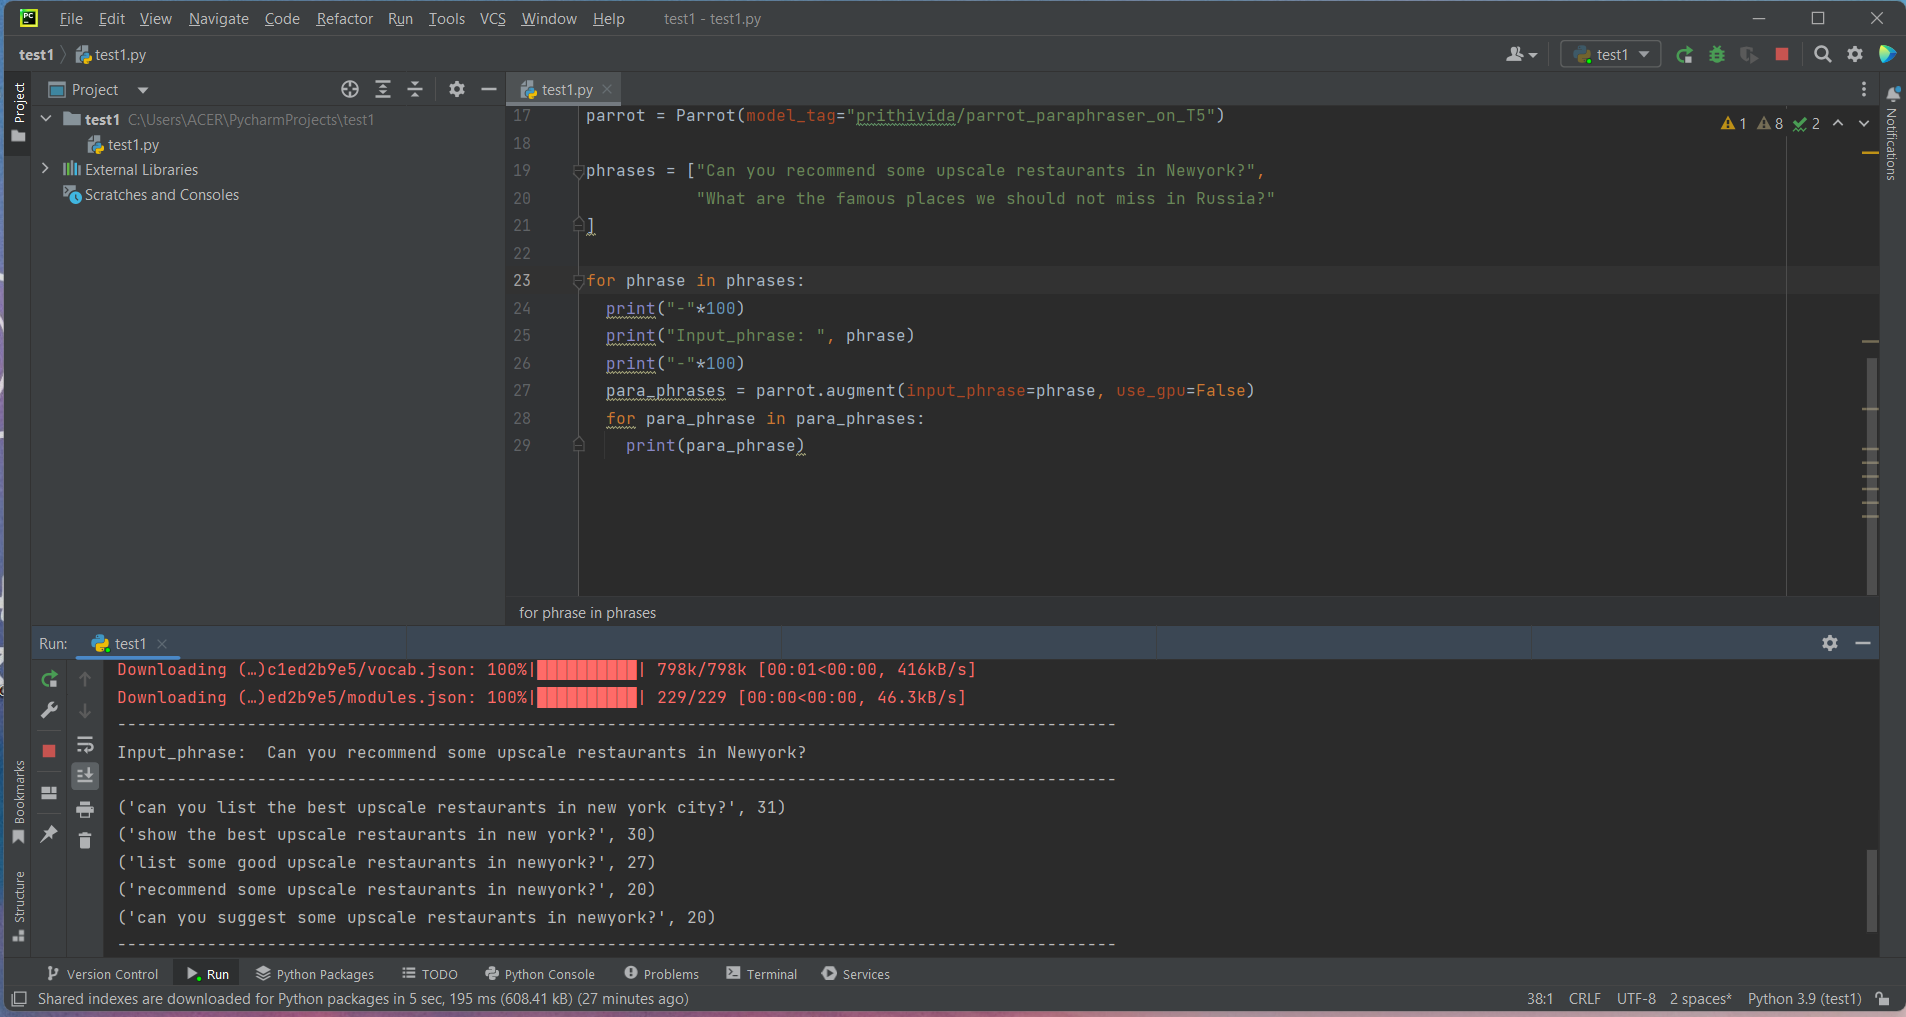 PC File Edit View Navigate Code Refactor Run Tools VCS Window Help test1 - test1.py
test1 test1.py test1
Project
Project
test1 C:\Users\ACER\PycharmProjects\test1
test1.py
External Libraries
Scratches and Consoles
test1.py
1 8 2
17 parrot = Parrot(model_tag="prithivida/parrot_paraphraser_on_T5")
18
19 phrases = ["Can you recommend some upscale restaurants in Newyork?",
20 "What are the famous places we should not miss in Russia?"
21 ]
22
23 for phrase in phrases:
24 print("-"*100)
25 print("Input_phrase: ", phrase)
26 print("-"*100)
27 para_phrases = parrot.augment(input_phrase=phrase, use_gpu=False)
28 for para_phrase in para_phrases:
29 print(para_phrase)
for phrase in phrases
Notifications
Run: test1
Downloading (…)c1ed2b9e5/vocab.json: 100%|██████████| 798k/798k [00:01<00:00, 416kB/s]
Downloading (…)ed2b9e5/modules.json: 100%|██████████| 229/229 [00:00<00:00, 46.3kB/s]
----------------------------------------------------------------------------------------------------
Input_phrase:  Can you recommend some upscale restaurants in Newyork?
----------------------------------------------------------------------------------------------------
('can you list the best upscale restaurants in new york city?', 31)
('show the best upscale restaurants in new york?', 30)
('list some good upscale restaurants in newyork?', 27)
('recommend some upscale restaurants in newyork?', 20)
('can you suggest some upscale restaurants in newyork?', 20)
----------------------------------------------------------------------------------------------------
Bookmarks
Structure
Version Control Run Python Packages TODO Python Console Problems Terminal Services
Shared indexes are downloaded for Python packages in 5 sec, 195 ms (608.41 kB) (27 minutes ago) 38:1 CRLF UTF-8 2 spaces* Python 3.9 (test1)